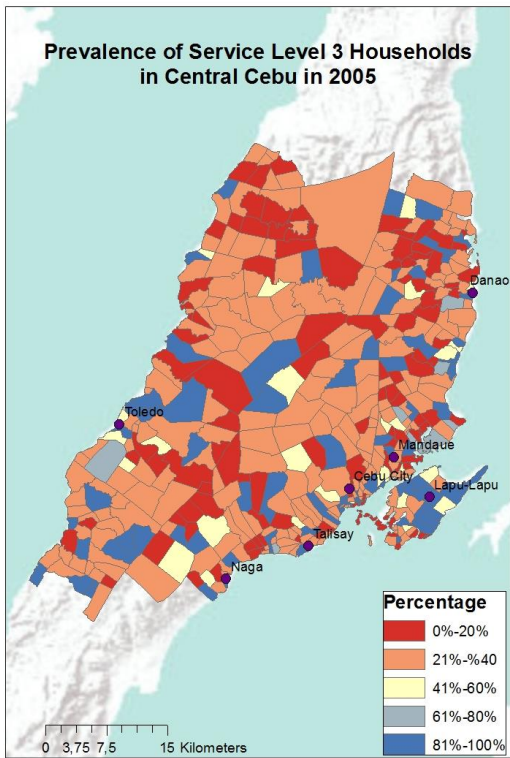 Prevalence of Service Level 3 Households
in Central Cebu in 2005
Danao
Toledo
Mandaue
Cebu City
Lapu-Lapu
Talisay
Naga
Percentage
0%-20%
21%-%40
41%-60%
61%-80%
81%-100%
0 3,75 7,5 15 Kilometers